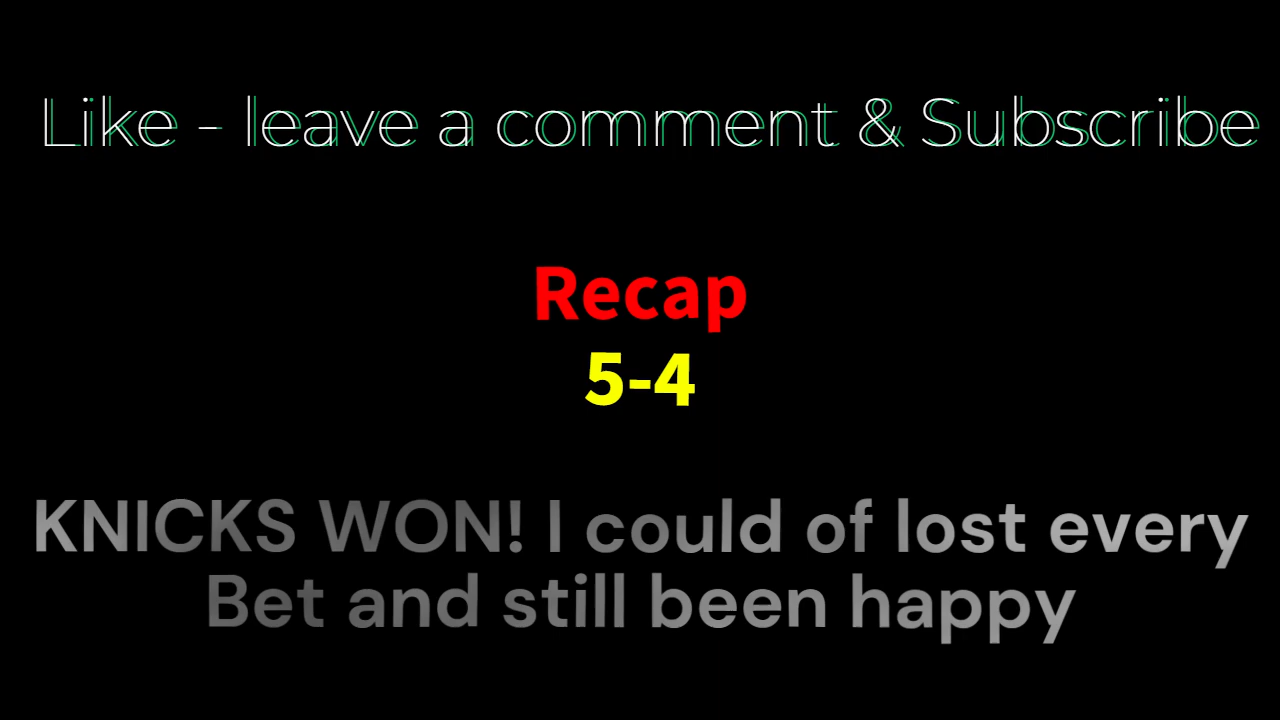 Like - leave a comment & Subscribe
Recap
5-4
KNICKS WON! I could of lost every
Bet and still been happy